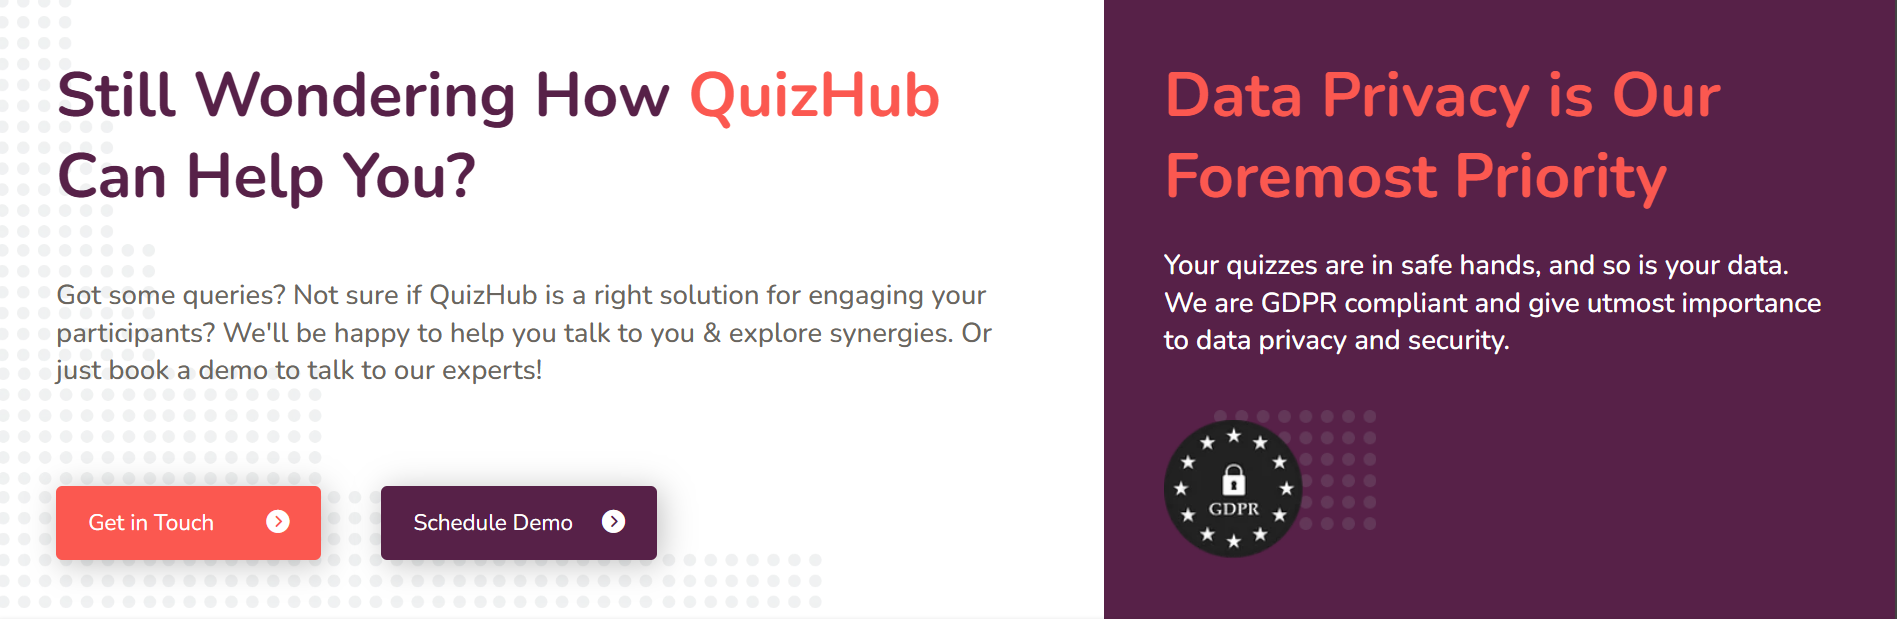 Still Wondering How QuizHub
Can Help You?
Got some queries? Not sure if QuizHub is a right solution for engaging your
participants? We'll be happy to help you talk to you & explore synergies. Or
just book a demo to talk to our experts!
Get in Touch
Schedule Demo
Data Privacy is Our
Foremost Priority
Your quizzes are in safe hands, and so is your data.
We are GDPR compliant and give utmost importance
to data privacy and security.
GDPR